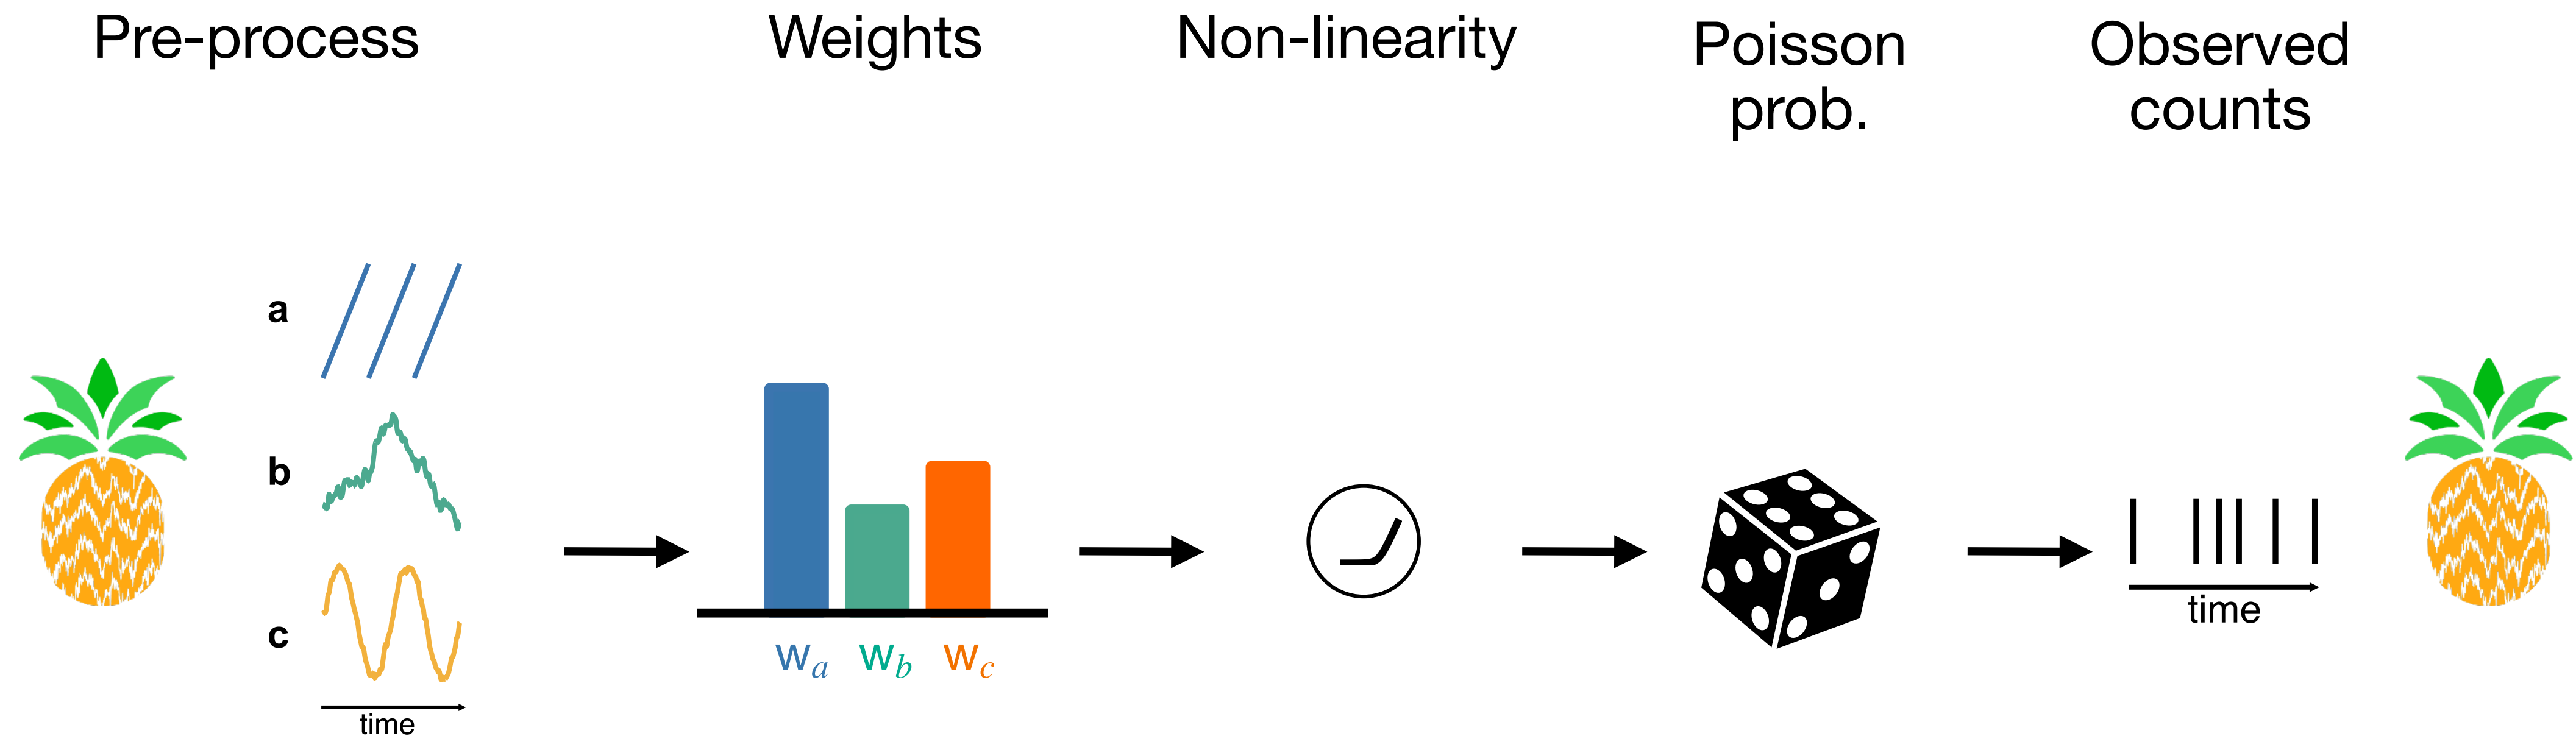 Pre-process
Weights
Non-linearity
Poisson
prob.
Observed
counts
a
b
c
time
wa
wb
wc
time